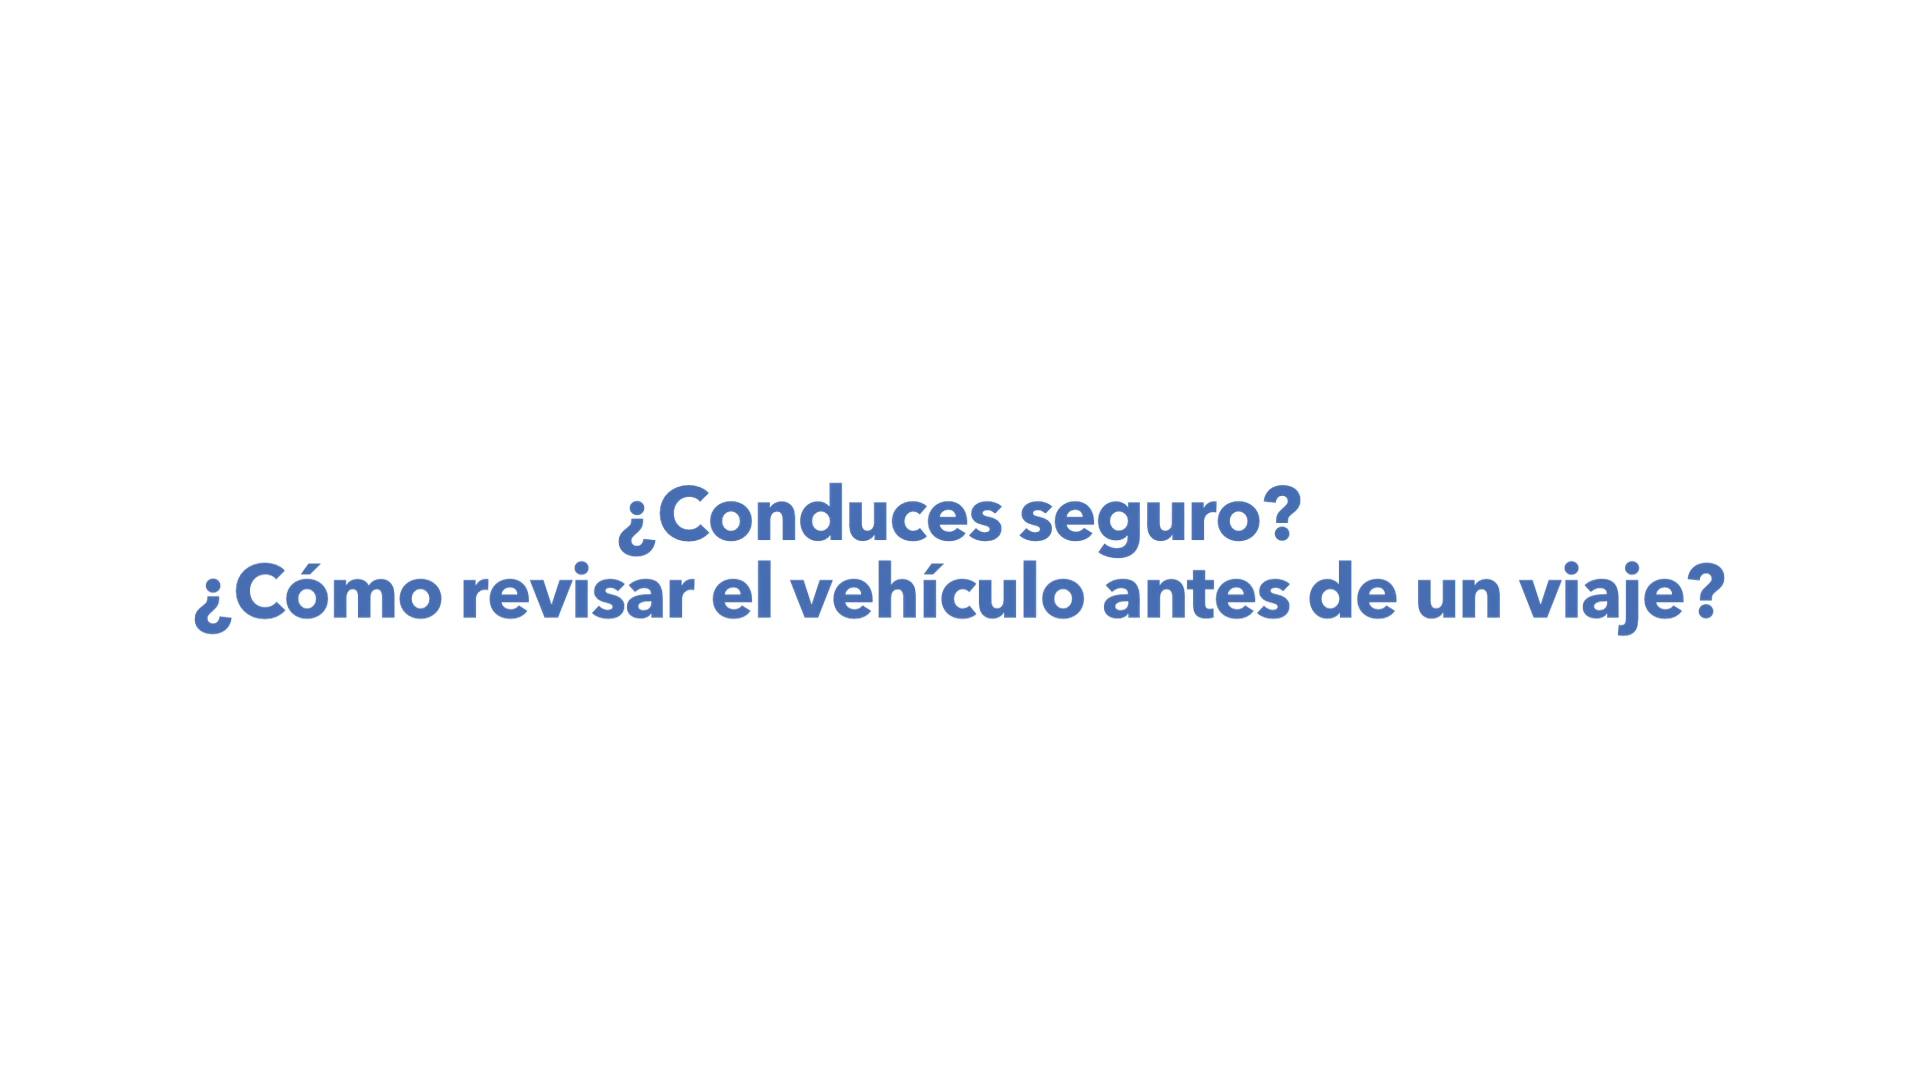 ¿Conduces seguro?
¿Cómo revisar el vehículo antes de un viaje?